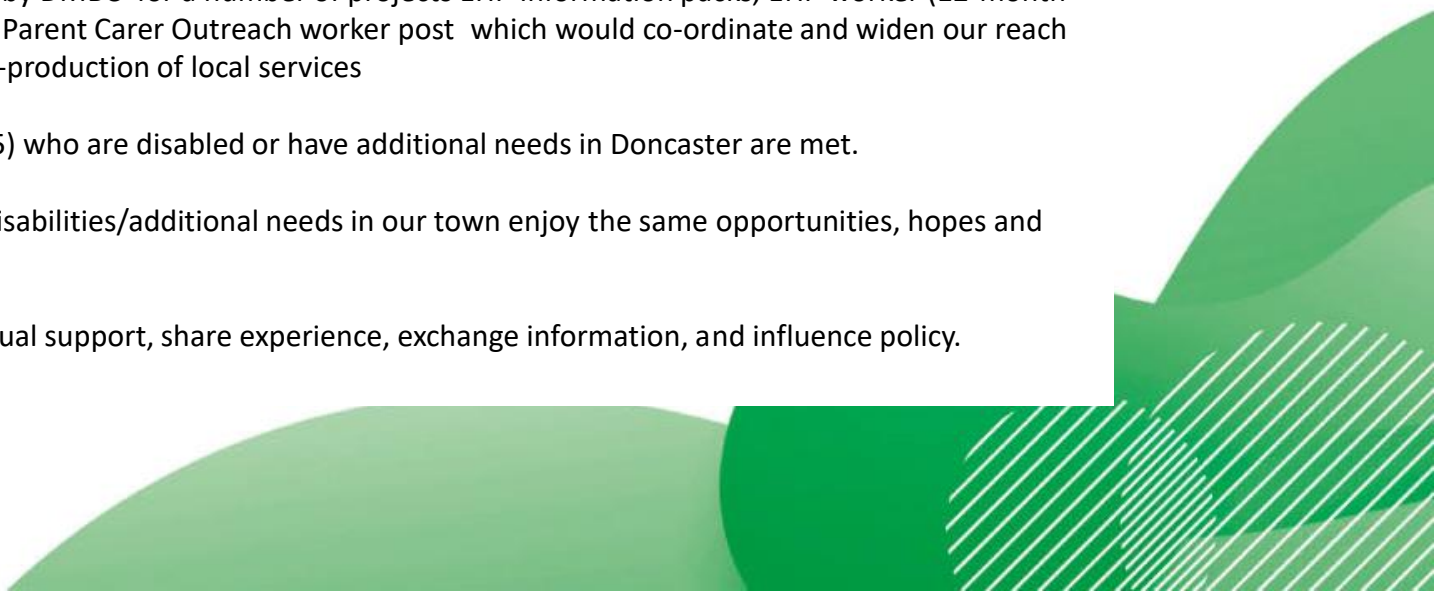 Parent Carer Outreach worker post which would co-ordinate and widen our reach
-production of local services
) who are disabled or have additional needs in Doncaster are met.
isabilities/additional needs in our town enjoy the same opportunities, hopes and
ual support, share experience, exchange information, and influence policy.